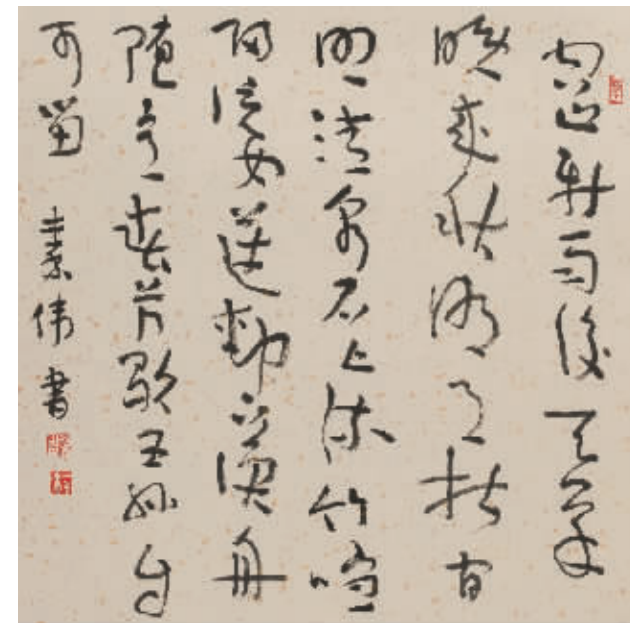 空山新雨後天氣
晚來秋明月松间
照清泉石上流竹喧
歸浣女蓮動下漁舟
隨意春芳歇王孫自
可留 素伟書